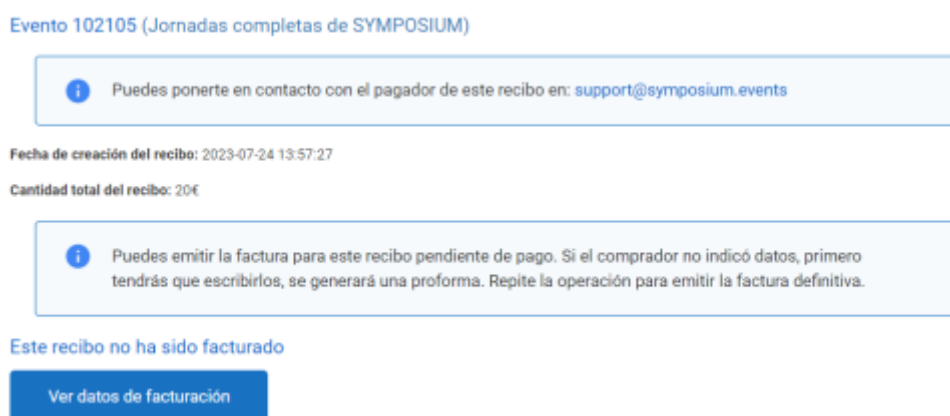 Evento 102105 (Jornadas completas de SYMPOSIUM)
Puedes ponerte en contacto con el pagador de este recibo en: support@symposium.events
Fecha de creación del recibo: 2023-07-24 13:57:27
Cantidad total del recibo: 20€
Puedes emitir la factura para este recibo pendiente de pago. Si el comprador no indicó datos, primero
tendrás que escribirlos, se generará una proforma. Repite la operación para emitir la factura definitiva.
Este recibo no ha sido facturado
Ver datos de facturación